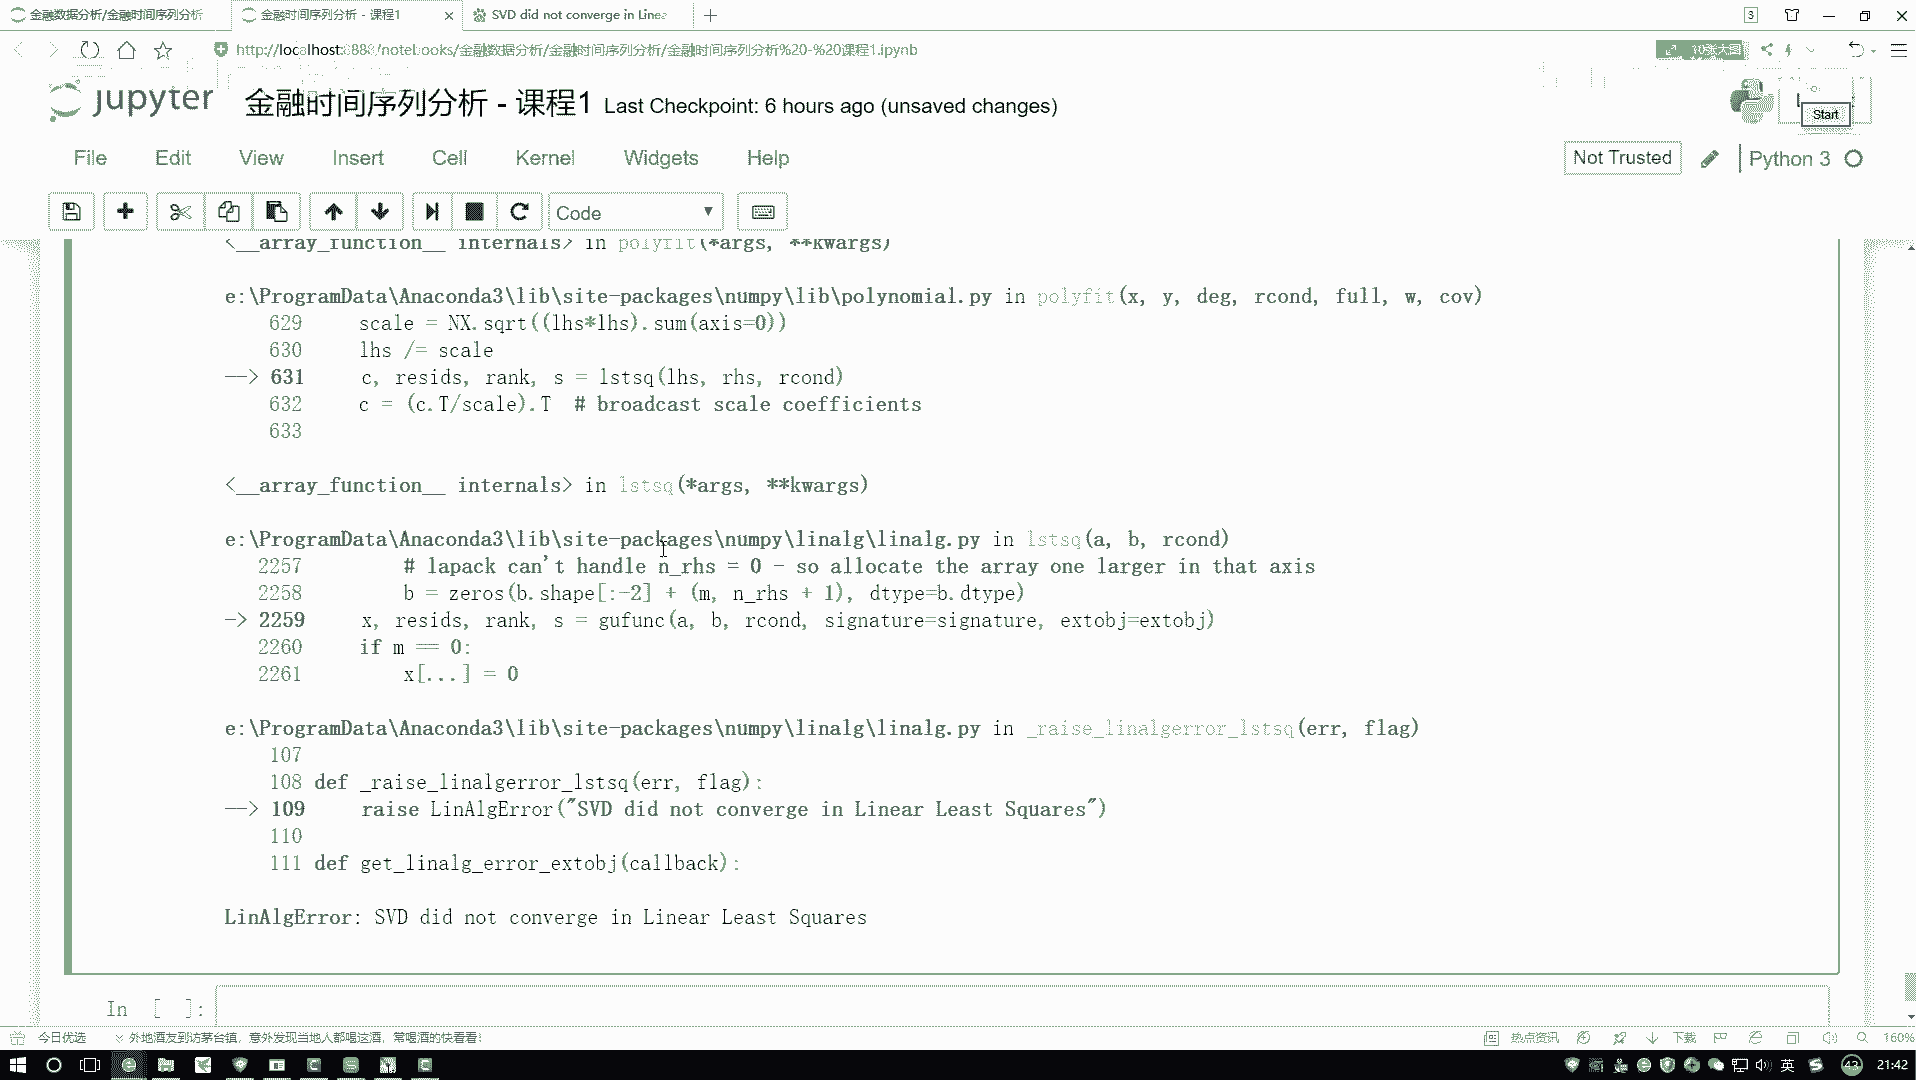 金融数据分析/金融时间序列分析
金融时间序列分析 - 课程1
SVD did not converge in Linea
3
http://localhost:888/notebooks/金融数据分析/金融时间序列分析/金融时间序列分析%20-%20课程1.ipynb
10张大图
jupyter
金融时间序列分析 - 课程1 Last Checkpoint: 6 hours ago (unsaved changes)
Start
File Edit View Insert Cell Kernel Widgets Help
Not Trusted
Python 3
Code
<__array_function__ internals> in polyfit(*args, **kwargs)
e:\ProgramData\Anaconda3\lib\site-packages\numpy\lib\polynomial.py in polyfit(x, y, deg, rcond, full, w, cov)
629 scale = NX.sqrt((lhs*lhs).sum(axis=0))
630 lhs /= scale
--> 631 c, resids, rank, s = lstsq(lhs, rhs, rcond)
632 c = (c.T/scale).T # broadcast scale coefficients
633
<__array_function__ internals> in lstsq(*args, **kwargs)
e:\ProgramData\Anaconda3\lib\site-packages\numpy\linalg\linalg.py in lstsq(a, b, rcond)
2257 # lapack can't handle n_rhs = 0 - so allocate the array one larger in that axis
2258 b = zeros(b.shape[:-2] + (m, n_rhs + 1), dtype=b.dtype)
-> 2259 x, resids, rank, s = gufunc(a, b, rcond, signature=signature, extobj=extobj)
2260 if m == 0:
2261 x[...] = 0
e:\ProgramData\Anaconda3\lib\site-packages\numpy\linalg\linalg.py in _raise_linalgerror_lstsq(err, flag)
107
108 def _raise_linalgerror_lstsq(err, flag):
--> 109 raise LinAlgError("SVD did not converge in Linear Least Squares")
110
111 def get_linalg_error_extobj(callback):
LinAlgError: SVD did not converge in Linear Least Squares
In [ ]:
今日优选
外地酒友到访茅台镇，意外发现当地人都喝这酒，常喝酒的快看看!
热点资讯
下载
160%
英
43
21:42